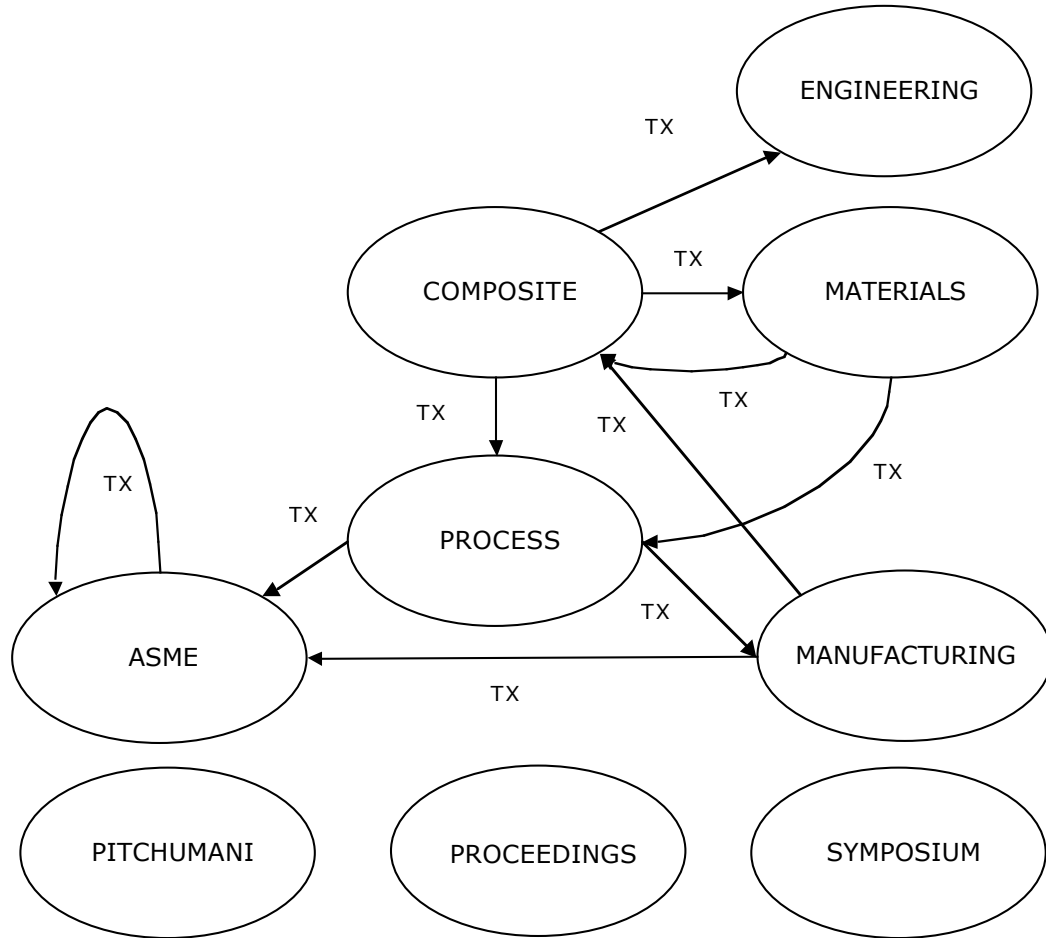 ENGINEERING
TX
COMPOSITE
TX
MATERIALS
TX
TX
TX
TX
TX
TX
PROCESS
TX
ASME
MANUFACTURING
TX
PITCHUMANI
PROCEEDINGS
SYMPOSIUM